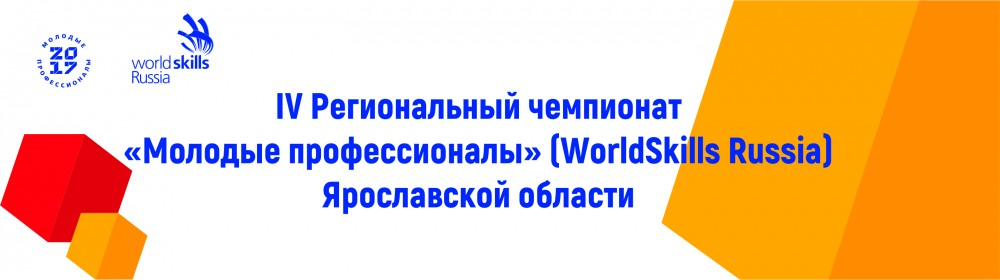 МОЛОДЫЕ
2017
ПРОФЕССИОНАЛЫ
worldskills
Russia
IV Региональный чемпионат
«Молодые профессионалы» (WorldSkills Russia)
Ярославской области